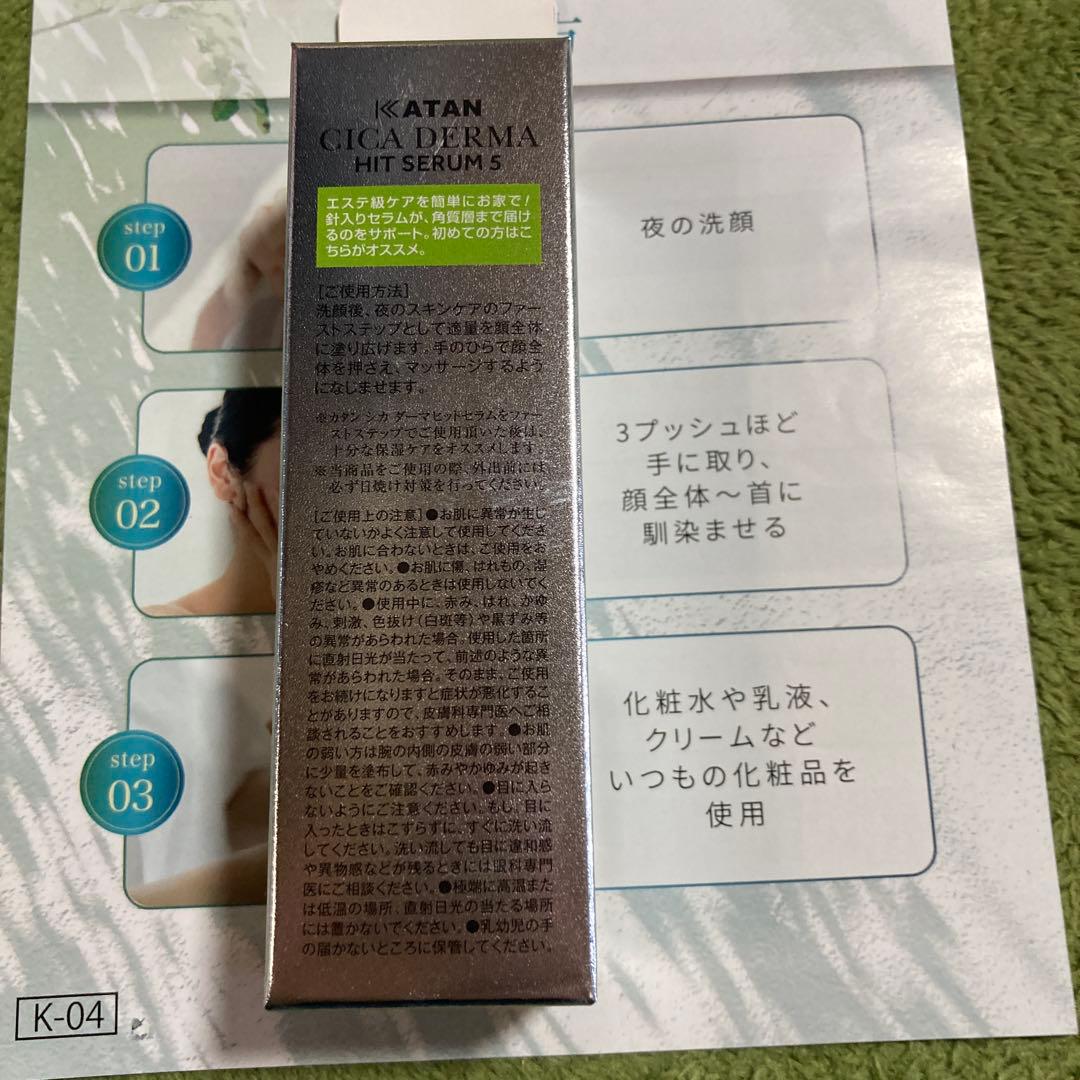 KATAN
CICA DERMA
HIT SERUM 5
エステ級ケアを簡単にお家で!
針入りセラムが、角質層まで届け
るのをサポート。初めての方はこ
ちらがオススメ。
[ご使用方法]
洗顔後、夜のスキンケアのファー
ストステップとして適量を顔全体
に塗り広げます。手のひらで顔全
体を押さえ、マッサージするよう
になじませます。
※カタン シカ ダーマヒットセラムをファー
ストステップでご使用頂いた後は、
十分な保湿ケアをオススメします。
※当商品をご使用の際、外出前には
必ず日焼け対策を行ってください。
[ご使用上の注意]●お肌に異常が生じ
ていないかよく注意して使用してくださ
い。お肌に合わないときは、ご使用をお
やめください。●お肌に傷、はれもの、湿
疹など異常のあるときは使用しないでく
ださい。●使用中に、赤み、はれ、かゆ
み、刺激、色抜け(白斑等)や黒ずみ等
の異常があらわれた場合。使用した箇所
に直射日光が当たって、前述のような異
常があらわれた場合。そのまま、ご使用
をお続けになりますと症状が悪化するこ
とがありますので、皮膚科専門医へご相
談されることをおすすめします。●お肌
の弱い方は腕の内側の皮膚の弱い部分
に少量を塗布して、赤みやかゆみが起き
ないことをご確認ください。●目に入ら
ないようにご注意ください。もし、目に
入ったときはこすらずに、すぐに洗い流
してください。洗い流しても目に違和感
や異物感などが残るときには眼科専門
医にご相談ください。●極端に高温また
は低温の場所、直射日光の当たる場所
には置かないでください。●乳幼児の手
の届かないところに保管してください。
step
01
夜の洗顔
step
02
3プッシュほど
手に取り、
顔全体～首に
馴染ませる
step
03
化粧水や乳液、
クリームなど
いつもの化粧品を
使用
K-04